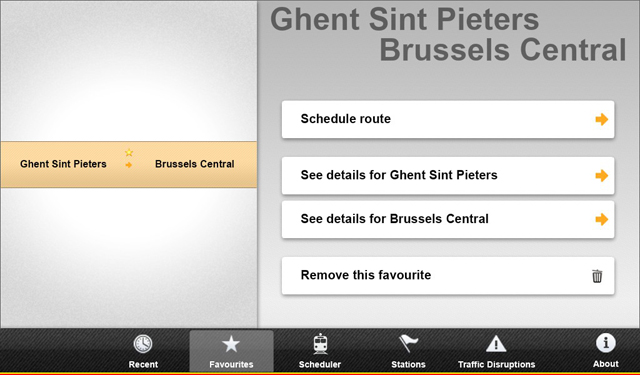 Ghent Sint Pieters
Brussels Central
Ghent Sint Pieters Brussels Central
Schedule route
See details for Ghent Sint Pieters
See details for Brussels Central
Remove this favourite
Recent Favourites Scheduler Stations Traffic Disruptions About